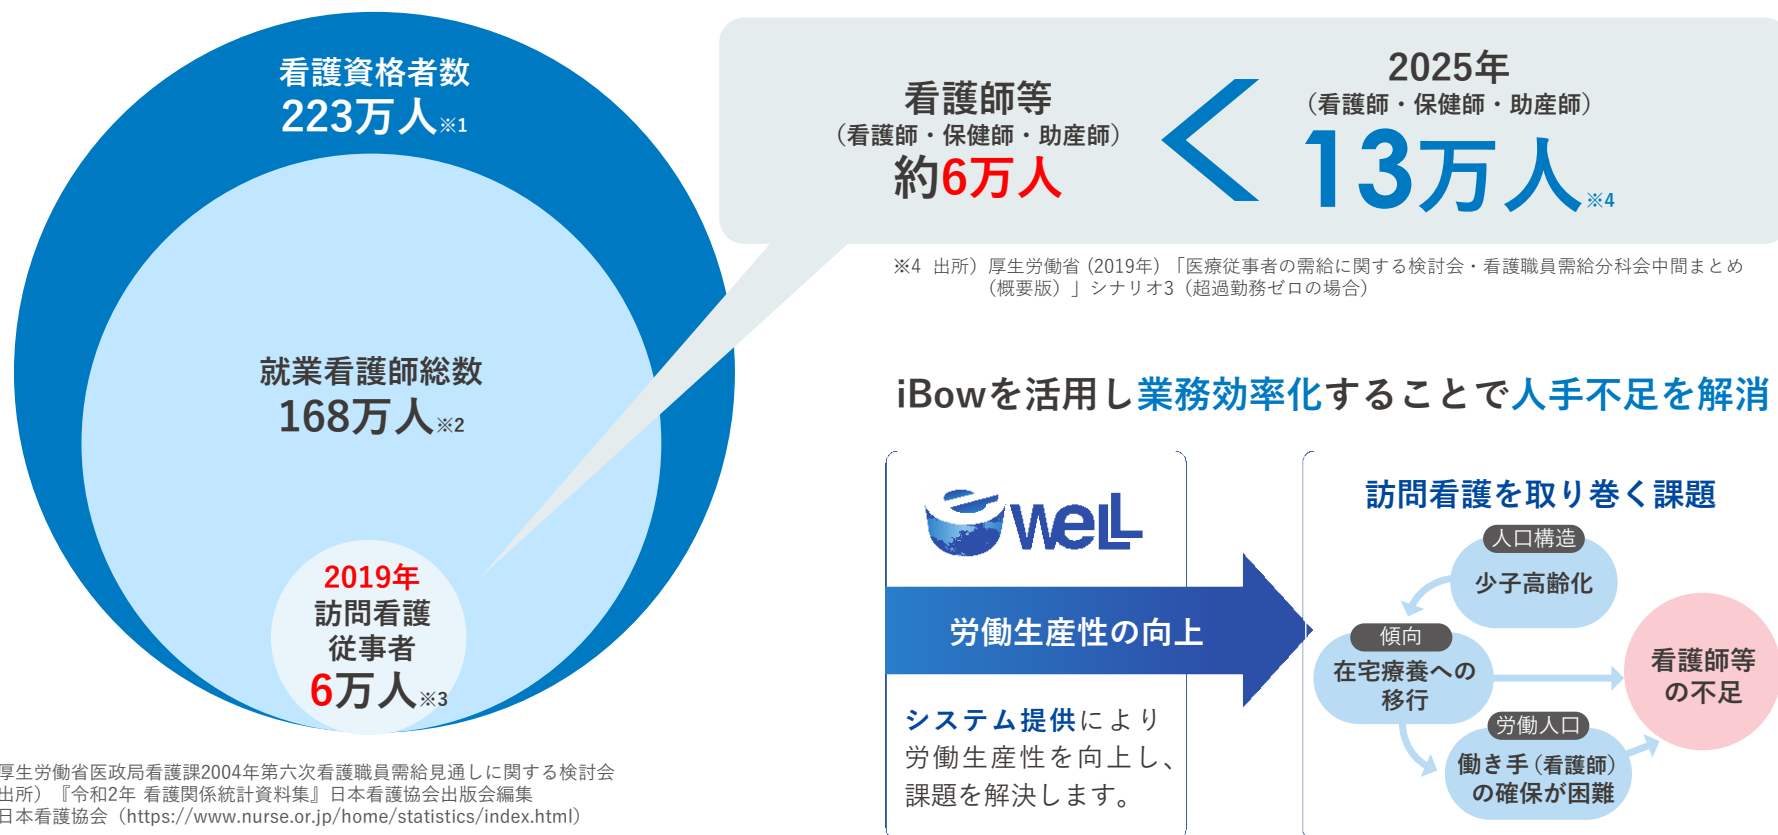 看護資格者数
223万人※1
就業看護師総数
168万人※2
2019年
訪問看護
従事者
6万人※3
厚生労働省医政局看護課2004年第六次看護職員需給見通しに関する検討会
出所）『令和2年 看護関係統計資料集』日本看護協会出版会編集
日本看護協会（https://www.nurse.or.jp/home/statistics/index.html）
看護師等
（看護師・保健師・助産師）
約6万人
<
2025年
（看護師・保健師・助産師）
13万人※4
※4 出所）厚生労働省 (2019年) 「医療従事者の需給に関する検討会・看護職員需給分科会中間まとめ
（概要版）」シナリオ3（超過勤務ゼロの場合）
iBowを活用し業務効率化することで人手不足を解消
eWeLL
労働生産性の向上
システム提供により
労働生産性を向上し、
課題を解決します。
訪問看護を取り巻く課題
人口構造
少子高齢化
傾向
在宅療養への
移行
労働人口
働き手（看護師）
の確保が困難
看護師等
の不足